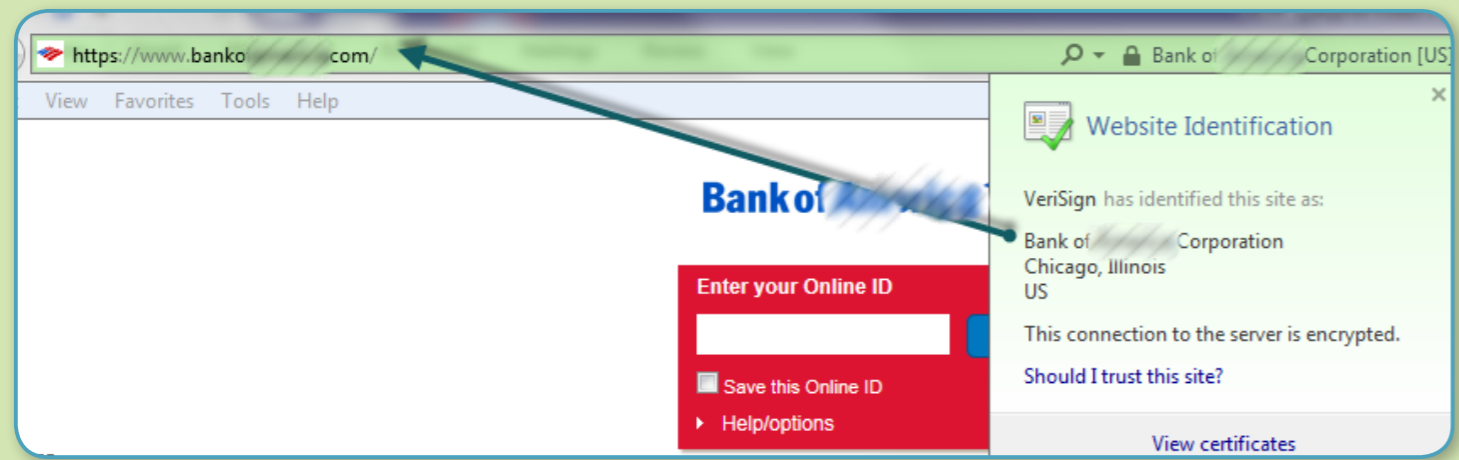 https://www.banko com/
Bank of Corporation [US]
View Favorites Tools Help
Website Identification
VeriSign has identified this site as:
Bank of Corporation
Chicago, Illinois
US
This connection to the server is encrypted.
Should I trust this site?
View certificates
Bank of
Enter your Online ID
Save this Online ID
Help/options